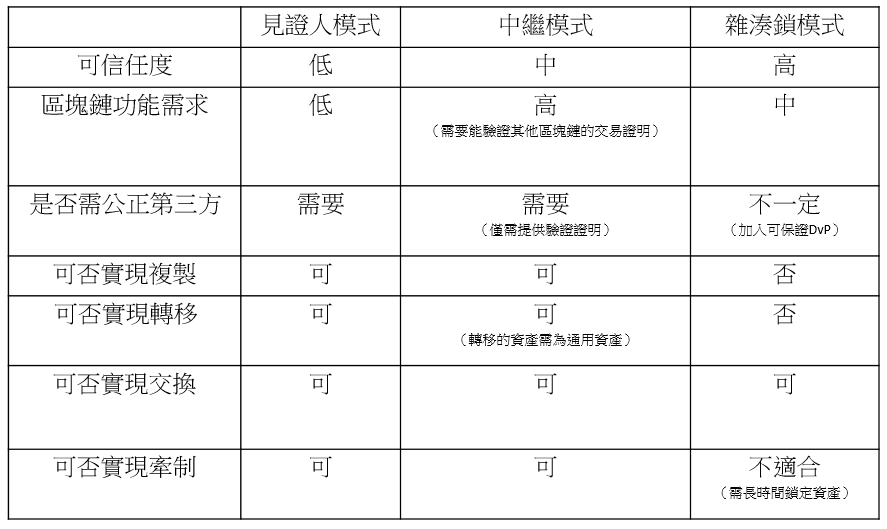 見證人模式 中繼模式 雜湊鎖模式
可信任度 低 中 高
區塊鏈功能需求 低 高 中
（需要能驗證其他區塊鏈的交易證明）
是否需公正第三方 需要 需要 不一定
（僅需提供驗證證明） （加入可保證DvP）
可否實現複製 可 可 否
可否實現轉移 可 可 否
（轉移的資產需為通用資產）
可否實現交換 可 可 可
可否實現牽制 可 可 不適合
（需長時間鎖定資產）